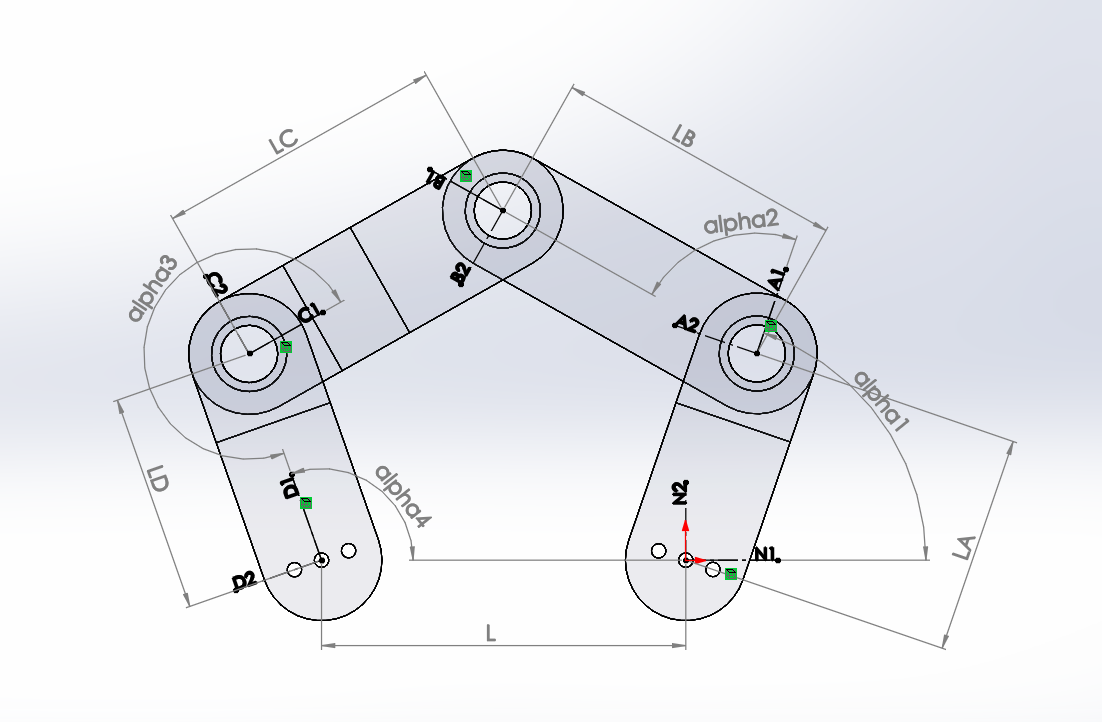 LC
LB
B1.
alpha2
alpha3
B2
A1.
C2
C1.
A2
alpha1
LD
D1.
alpha4
N2.
N1.
LA
D2
L